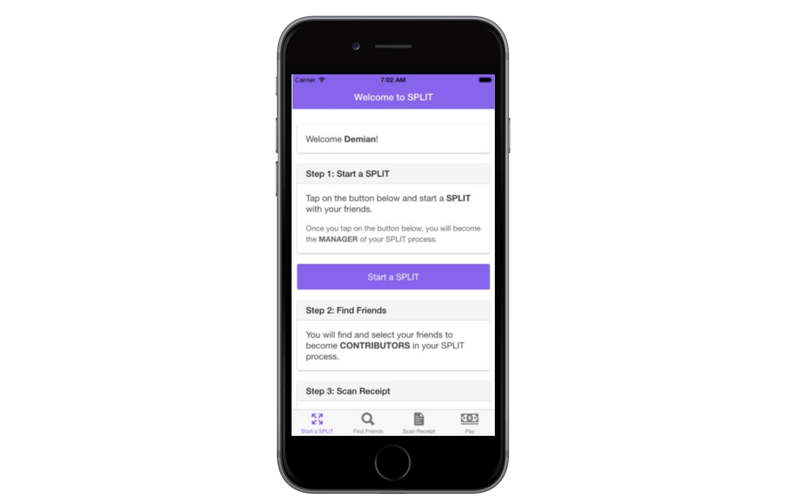 Carrier 7:02 AM
Welcome to SPLIT
Welcome Demian!
Step 1: Start a SPLIT
Tap on the button below and start a SPLIT
with your friends.
Once you tap on the button below, you will become
the MANAGER of your SPLIT process.
Start a SPLIT
Step 2: Find Friends
You will find and select your friends to
become CONTRIBUTORS in your SPLIT
process.
Step 3: Scan Receipt
Start a SPLIT Find Friends Scan Receipt Pay